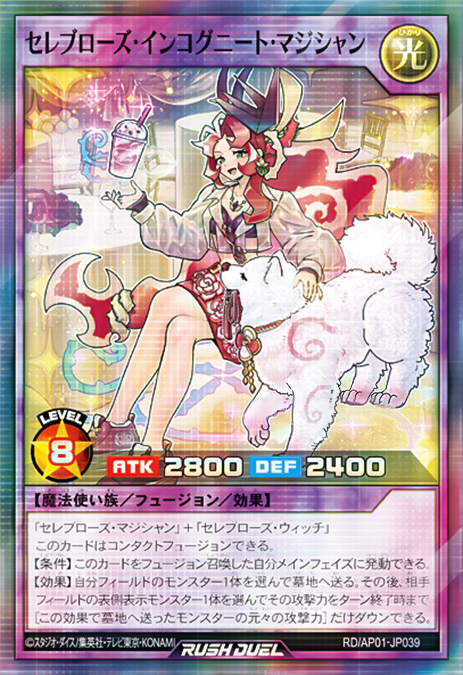 セレブローズ・インコグニート・マジシャン
ひかり
光
LEVEL
8
ATK 2800 DEF 2400
【魔法使い族／フュージョン／効果】
「セレブローズ・マジシャン」+「セレブローズ・ウィッチ」
このカードはコンタクトフュージョンできる。
【条件】このカードをフュージョン召喚した自分メインフェイズに発動できる。
【効果】自分フィールドのモンスター1体を選んで墓地へ送る。その後、相手
フィールドの表側表示モンスター1体を選んでその攻撃力をターン終了時まで
[この効果で墓地へ送ったモンスターの元々の攻撃力]だけダウンできる。
©スタジオ・ダイス/集英社・テレビ東京・KONAMI
RUSH DUEL
RD/AP01-JP039